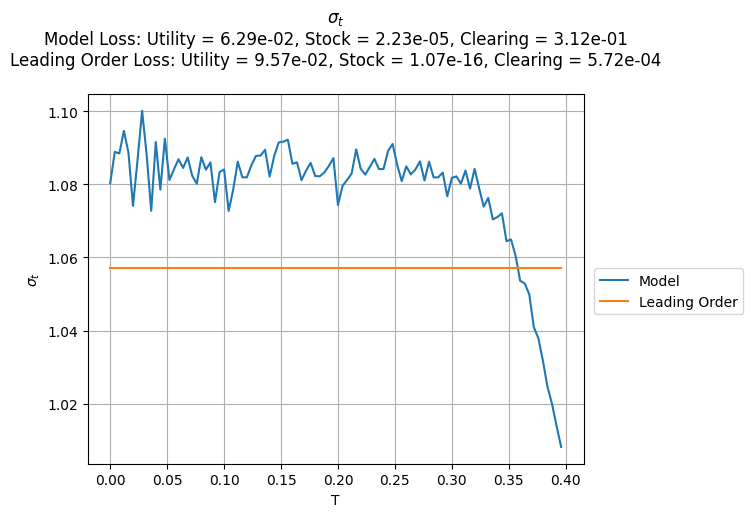 σₜ
Model Loss: Utility = 6.29e-02, Stock = 2.23e-05, Clearing = 3.12e-01
Leading Order Loss: Utility = 9.57e-02, Stock = 1.07e-16, Clearing = 5.72e-04
1.10
1.08
1.06
1.04
1.02
σₜ
0.00 0.05 0.10 0.15 0.20 0.25 0.30 0.35 0.40
T
Model
Leading Order